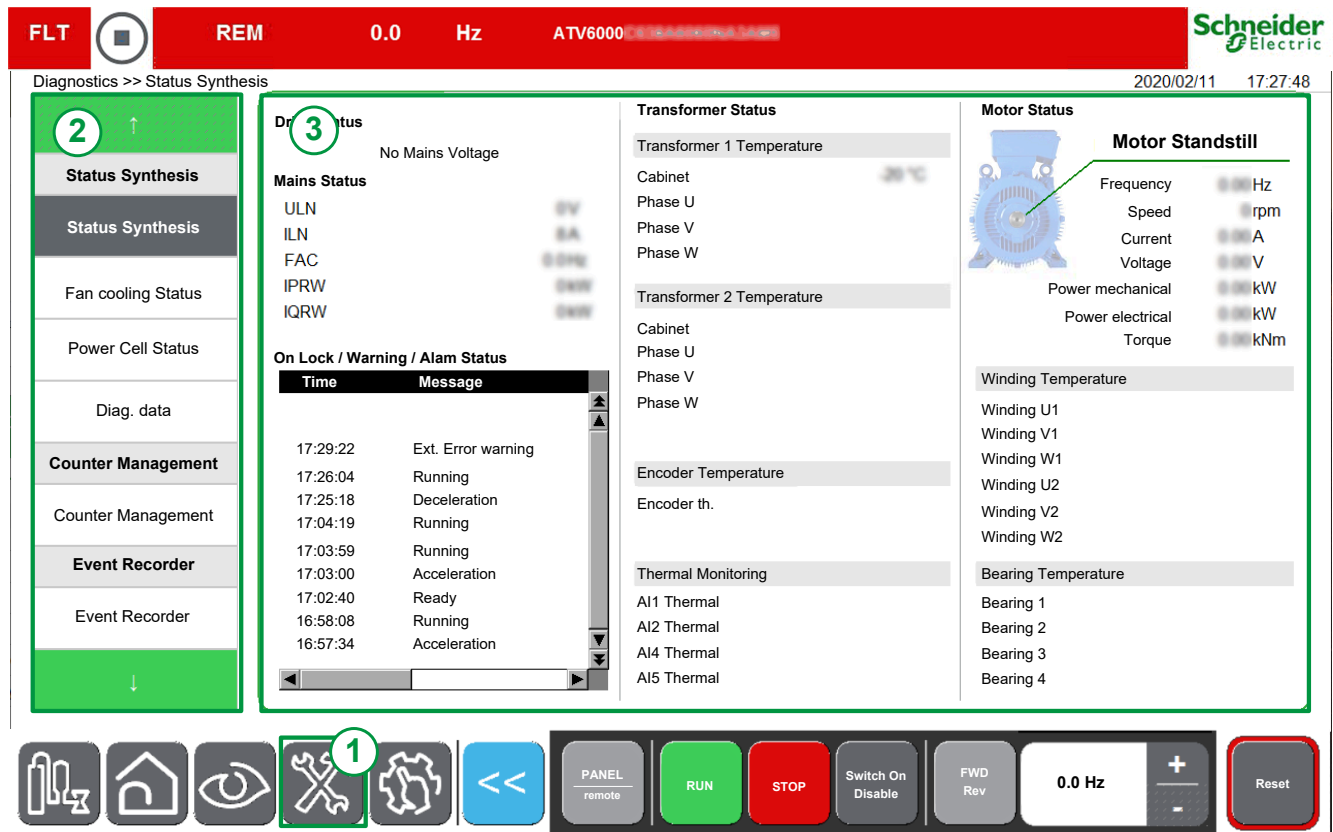 FLT REM 0.0 Hz ATV6000
Schneider
Electric
Diagnostics >> Status Synthesis
2020/02/11 17:27:48
2
↑
Status Synthesis
Status Synthesis
Fan cooling Status
Power Cell Status
Diag. data
Counter Management
Counter Management
Event Recorder
Event Recorder
↓
3
No Mains Voltage
Mains Status
ULN
ILN
FAC
IPRW
IQRW
On Lock / Warning / Alam Status
Time Message
17:29:22 Ext. Error warning
17:26:04 Running
17:25:18 Deceleration
17:04:19 Running
17:03:59 Running
17:03:00 Acceleration
17:02:40 Ready
16:58:08 Running
16:57:34 Acceleration
Transformer Status
Transformer 1 Temperature
Cabinet
Phase U
Phase V
Phase W
Transformer 2 Temperature
Cabinet
Phase U
Phase V
Phase W
Encoder Temperature
Encoder th.
Thermal Monitoring
AI1 Thermal
AI2 Thermal
AI4 Thermal
AI5 Thermal
Motor Status
Motor Standstill
Frequency Hz
Speed rpm
Current A
Voltage V
Power mechanical kW
Power electrical kW
Torque kNm
Winding Temperature
Winding U1
Winding V1
Winding W1
Winding U2
Winding V2
Winding W2
Bearing Temperature
Bearing 1
Bearing 2
Bearing 3
Bearing 4
1
<<
PANEL
remote
RUN
STOP
Switch On
Disable
FWD
Rev
0.0 Hz
+
-
Reset